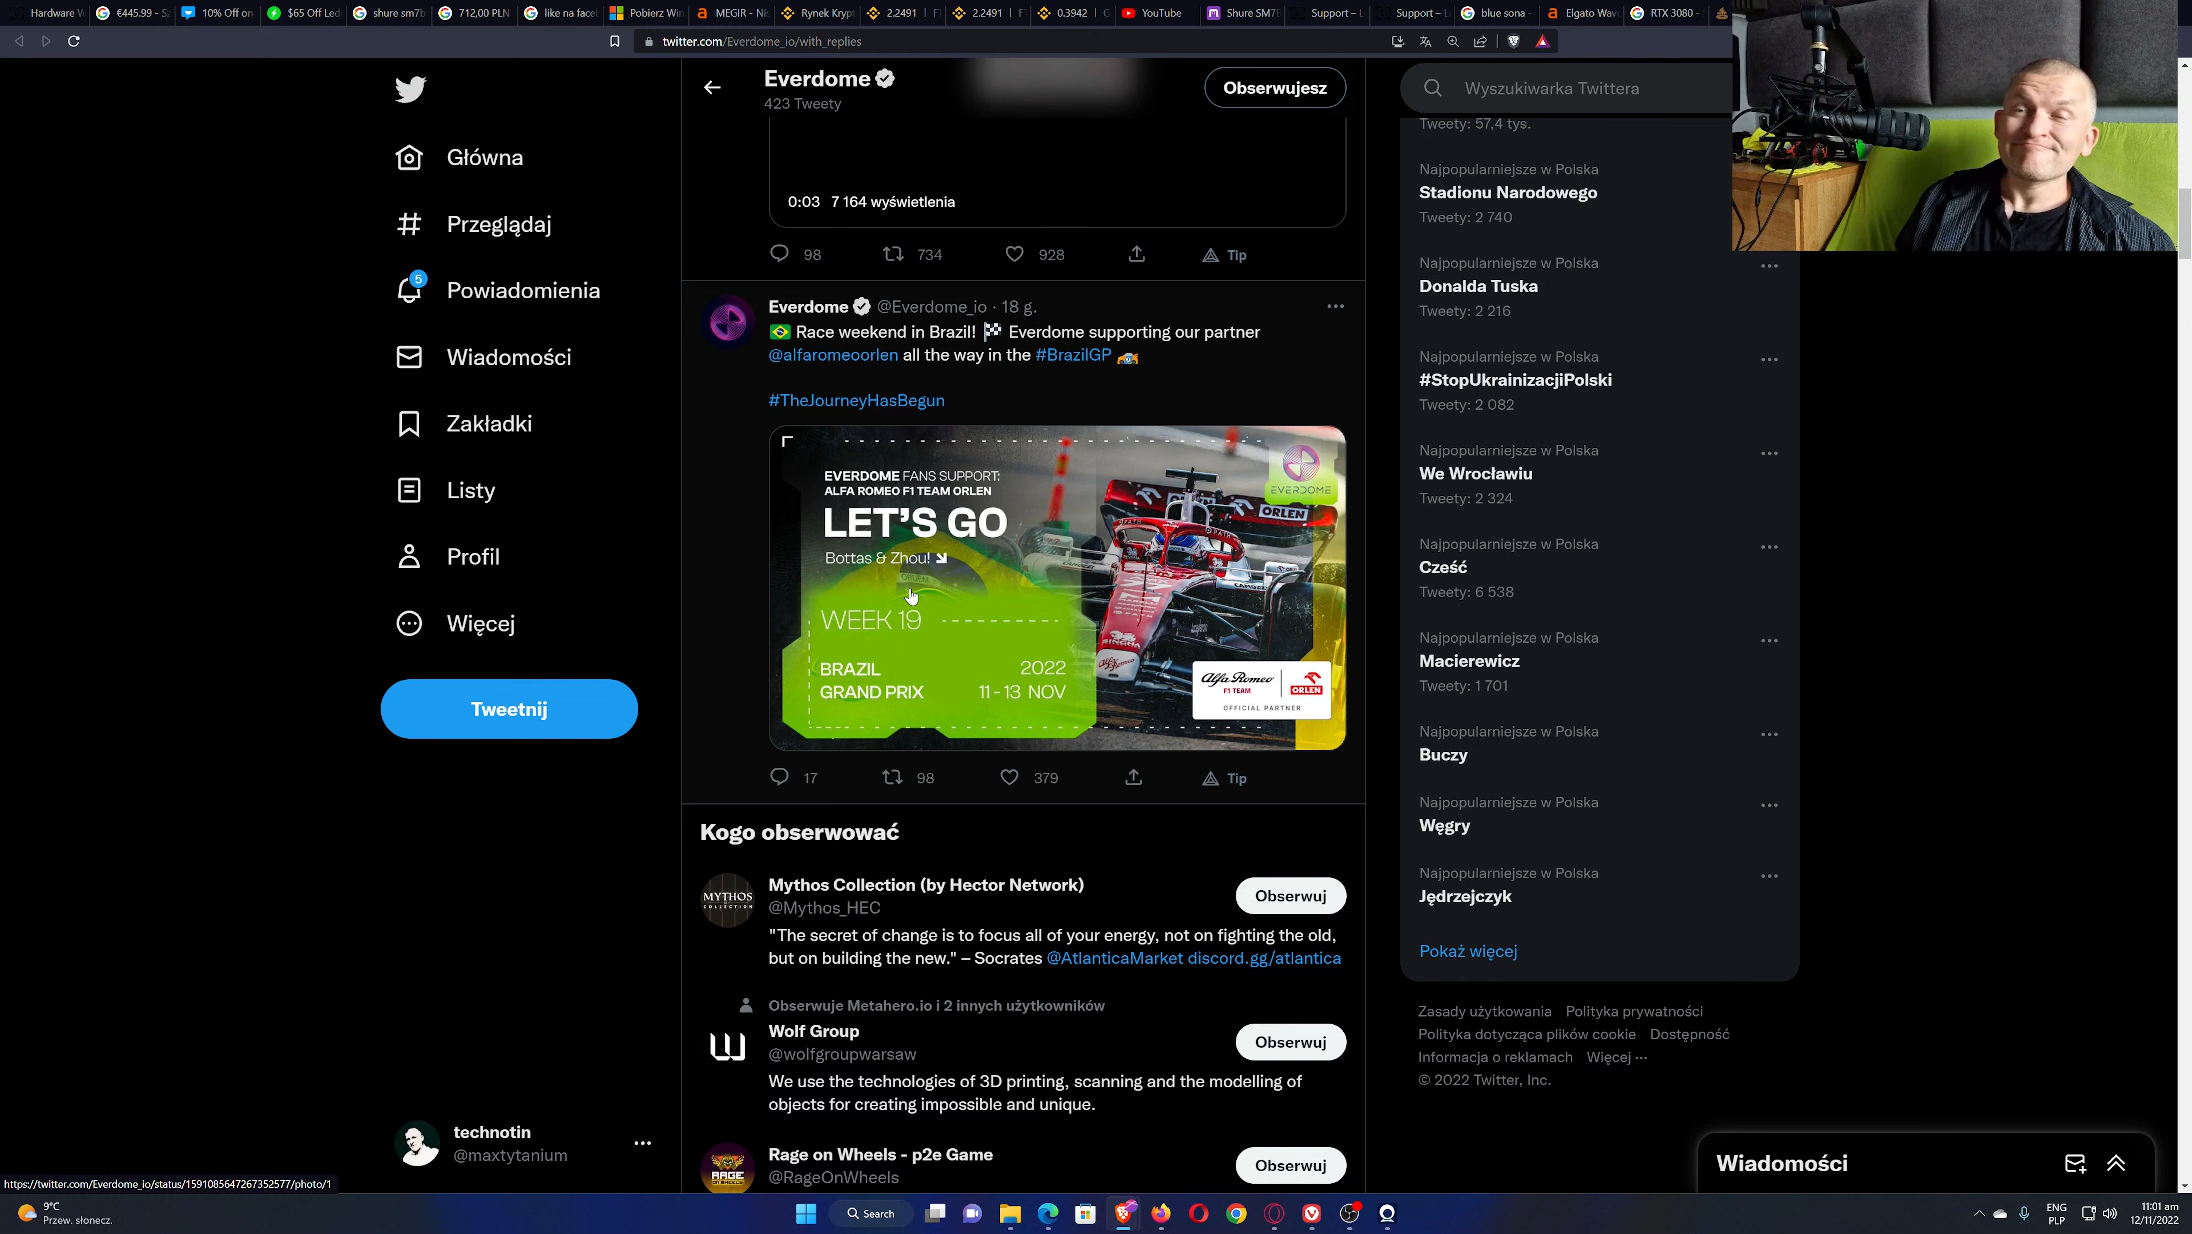 Hardware W
€445.99 - Sa
10% Off on
$65 Off Led
shure sm7b
712,00 PLN
like na face
Pobierz Win
MEGIR - Nis
Rynek Krypt
2.2491 | F
2.2491 | F
0.3942 | G
YouTube
Shure SM7B
Support – L
Support – L
blue sona -
Elgato Wave
RTX 3080 -
twitter.com/Everdome_io/with_replies
Główna
Przeglądaj
5
Powiadomienia
Wiadomości
Zakładki
Listy
Profil
Więcej
Tweetnij
technotin
@maxtytanium
Everdome
423 Tweety
Obserwujesz
0:03 7 164 wyświetlenia
98 734 928 Tip
Everdome @Everdome_io · 18 g.
Race weekend in Brazil! Everdome supporting our partner
@alfaromeoorlen all the way in the #BrazilGP
#TheJourneyHasBegun
EVERDOME FANS SUPPORT:
ALFA ROMEO F1 TEAM ORLEN
LET'S GO
Bottas & Zhou!
WEEK 19
BRAZIL
GRAND PRIX
2022
11 - 13 NOV
EVERDOME
ORLEN
Alfa Romeo
F1 TEAM
ORLEN
OFFICIAL PARTNER
17 98 379 Tip
Kogo obserwować
MYTHOS
COLLECTION
Mythos Collection (by Hector Network)
@Mythos_HEC
Obserwuj
"The secret of change is to focus all of your energy, not on fighting the old,
but on building the new." – Socrates @AtlanticaMarket discord.gg/atlantica
Obserwuje Metahero.io i 2 innych użytkowników
Wolf Group
@wolfgroupwarsaw
Obserwuj
We use the technologies of 3D printing, scanning and the modelling of
objects for creating impossible and unique.
RAGE
Rage on Wheels - p2e Game
@RageOnWheels
Obserwuj
Wyszukiwarka Twittera
Tweety: 57,4 tys.
Najpopularniejsze w Polska
Stadionu Narodowego
Tweety: 2 740
Najpopularniejsze w Polska
Donalda Tuska
Tweety: 2 216
Najpopularniejsze w Polska
#StopUkrainizacjiPolski
Tweety: 2 082
Najpopularniejsze w Polska
We Wrocławiu
Tweety: 2 324
Najpopularniejsze w Polska
Cześć
Tweety: 6 538
Najpopularniejsze w Polska
Macierewicz
Tweety: 1 701
Najpopularniejsze w Polska
Buczy
Najpopularniejsze w Polska
Węgry
Najpopularniejsze w Polska
Jędrzejczyk
Pokaż więcej
Zasady użytkowania Polityka prywatności
Polityka dotycząca plików cookie Dostępność
Informacja o reklamach Więcej ···
© 2022 Twitter, Inc.
Wiadomości
https://twitter.com/Everdome_io/status/1591085647267352577/photo/1
9°C
Przew. słonecz.
Search
ENG
PLP
11:01 am
12/11/2022